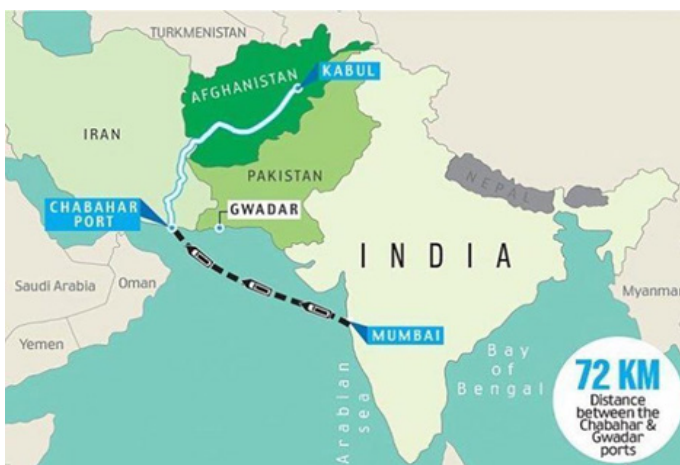 TURKMENISTAN
KABUL
AFGHANISTAN
IRAN
PAKISTAN
NEPAL
CHABAHAR
PORT
GWADAR
INDIA
Saudi Arabia
Oman
Myanmar
MUMBAI
Yemen
Arabian
sea
Bay
of
Bengal
72 KM
Distance
between the
Chabahar &
Gwadar
ports